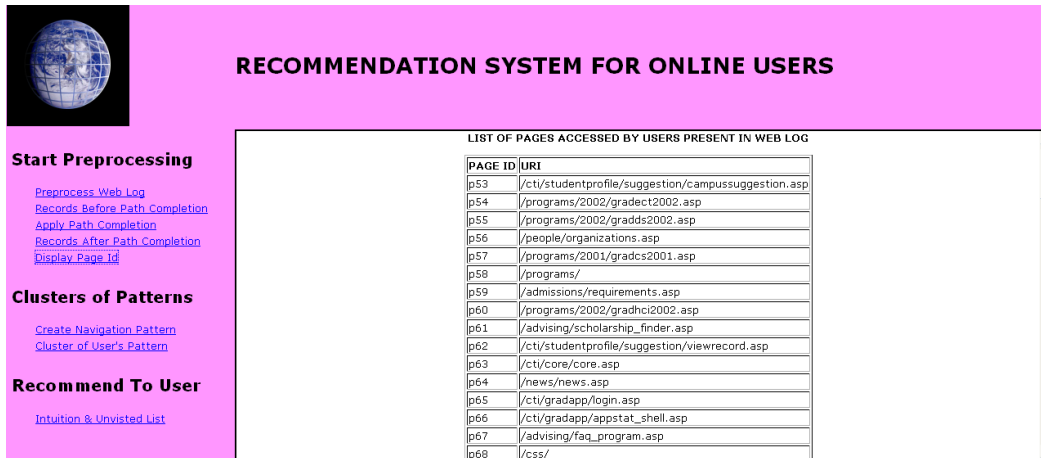 RECOMMENDATION SYSTEM FOR ONLINE USERS
Start Preprocessing
Preprocess Web Log
Records Before Path Completion
Apply Path Completion
Records After Path Completion
Display Page Id
Clusters of Patterns
Create Navigation Pattern
Cluster of User's Pattern
Recommend To User
Intuition & Unvisted List
LIST OF PAGES ACCESSED BY USERS PRESENT IN WEB LOG
PAGE ID URI
p53 /cti/studentprofile/suggestion/campussuggestion.asp
p54 /programs/2002/gradect2002.asp
p55 /programs/2002/gradds2002.asp
p56 /people/organizations.asp
p57 /programs/2001/gradcs2001.asp
p58 /programs/
p59 /admissions/requirements.asp
p60 /programs/2002/gradhci2002.asp
p61 /advising/scholarship_finder.asp
p62 /cti/studentprofile/suggestion/viewrecord.asp
p63 /cti/core/core.asp
p64 /news/news.asp
p65 /cti/gradapp/login.asp
p66 /cti/gradapp/appstat_shell.asp
p67 /advising/faq_program.asp
p68 /css/